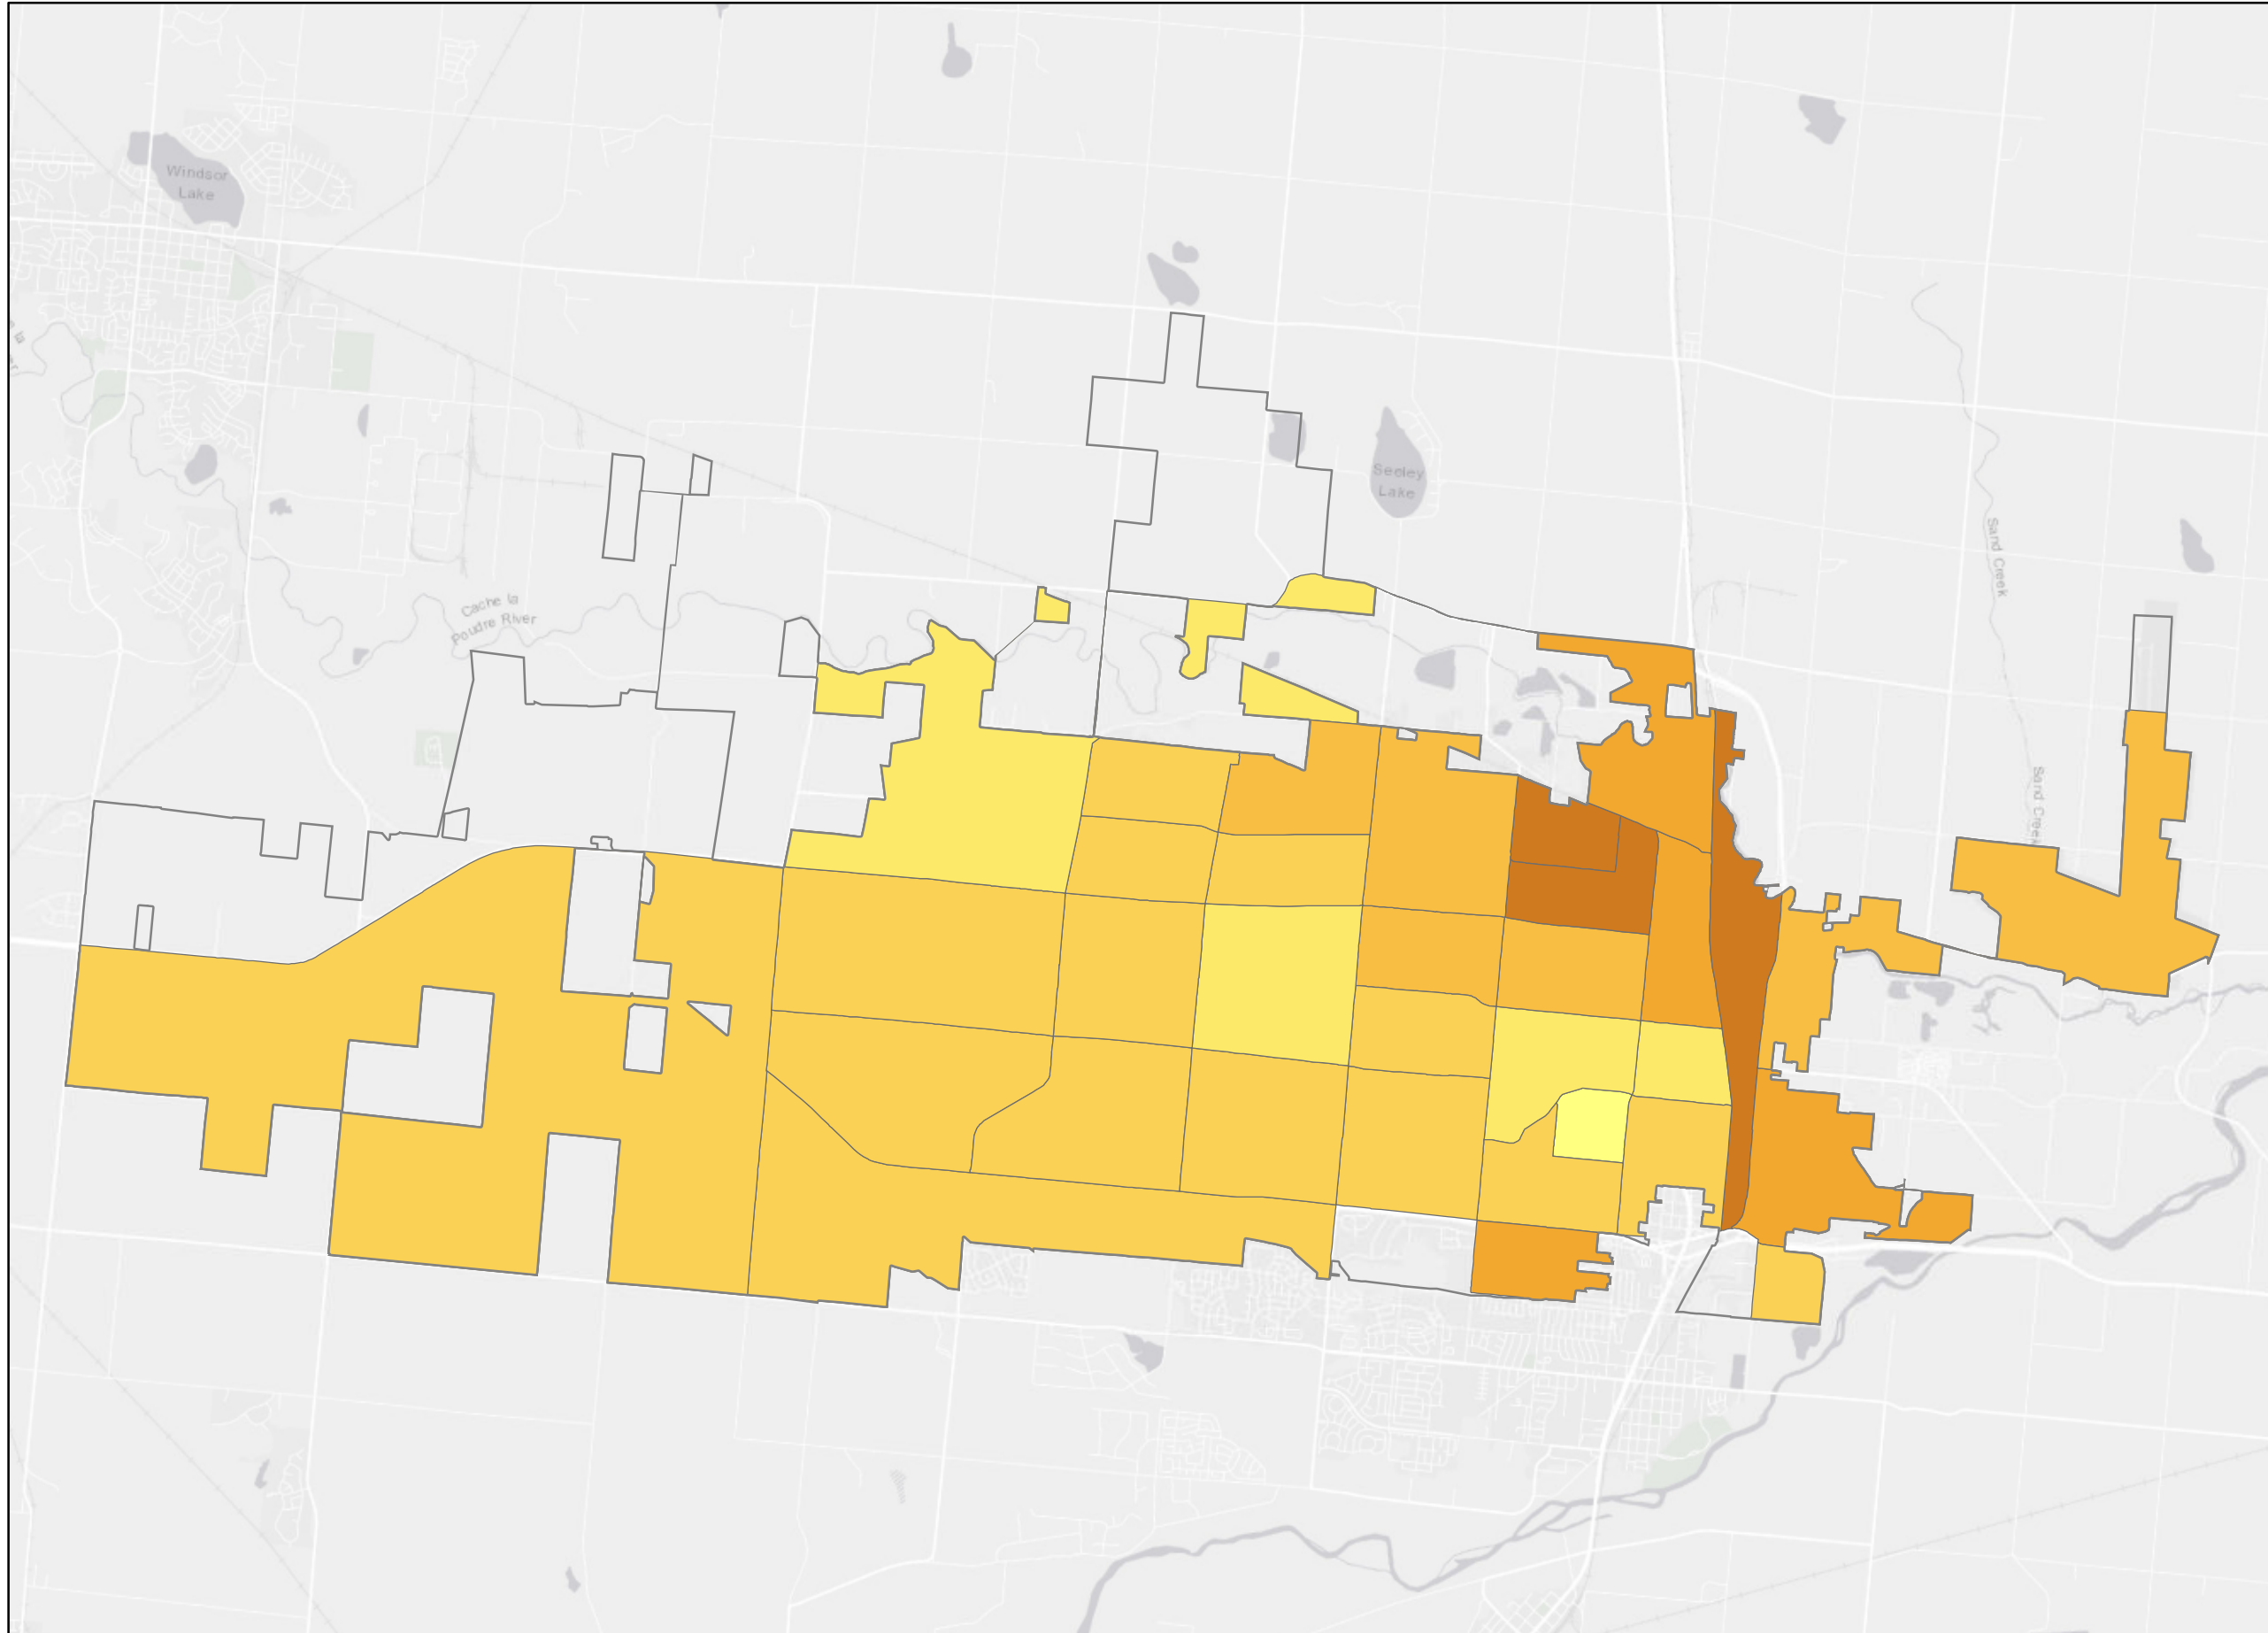 Windsor
Lake
Seeley
Lake
Sand Creek
Cache la
Poudre River
Sand Creek